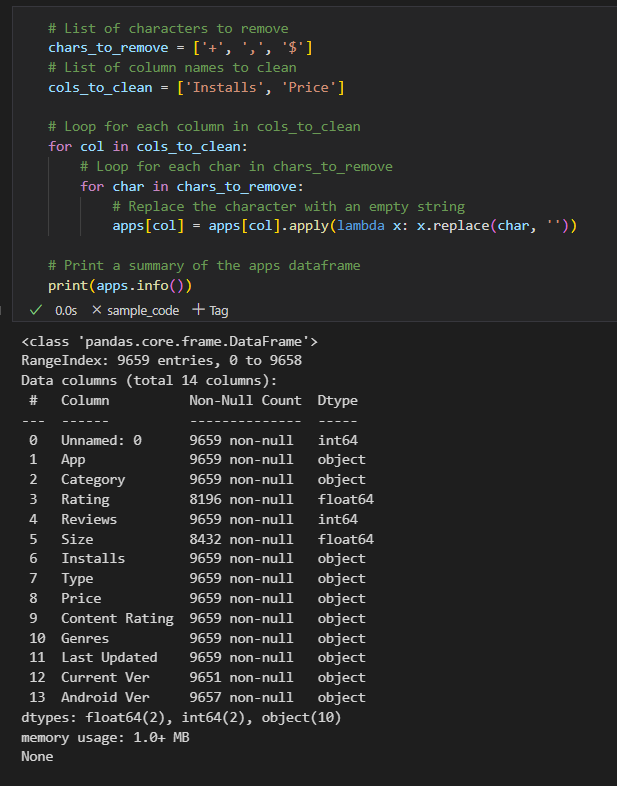 # List of characters to remove
chars_to_remove = ['+', ',', '$']
# List of column names to clean
cols_to_clean = ['Installs', 'Price']

# Loop for each column in cols_to_clean
for col in cols_to_clean:
    # Loop for each char in chars_to_remove
    for char in chars_to_remove:
        # Replace the character with an empty string
        apps[col] = apps[col].apply(lambda x: x.replace(char, ''))

# Print a summary of the apps dataframe
print(apps.info())
✓ 0.0s × sample_code + Tag
<class 'pandas.core.frame.DataFrame'>
RangeIndex: 9659 entries, 0 to 9658
Data columns (total 14 columns):
 #   Column          Non-Null Count  Dtype
---  ------          --------------  -----
 0   Unnamed: 0      9659 non-null   int64
 1   App             9659 non-null   object
 2   Category        9659 non-null   object
 3   Rating          8196 non-null   float64
 4   Reviews         9659 non-null   int64
 5   Size            8432 non-null   float64
 6   Installs        9659 non-null   object
 7   Type            9659 non-null   object
 8   Price           9659 non-null   object
 9   Content Rating  9659 non-null   object
 10  Genres          9659 non-null   object
 11  Last Updated    9659 non-null   object
 12  Current Ver     9651 non-null   object
 13  Android Ver     9657 non-null   object
dtypes: float64(2), int64(2), object(10)
memory usage: 1.0+ MB
None